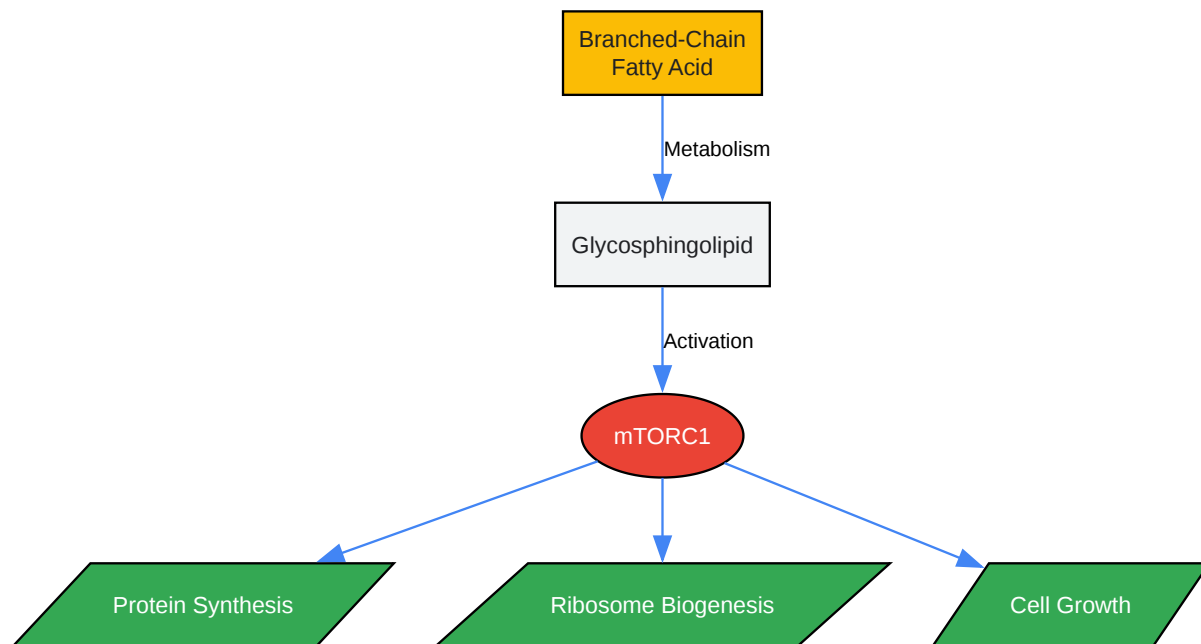 Branched-Chain
Fatty Acid
Metabolism
Glycosphingolipid
Activation
mTORC1
Protein Synthesis
Ribosome Biogenesis
Cell Growth